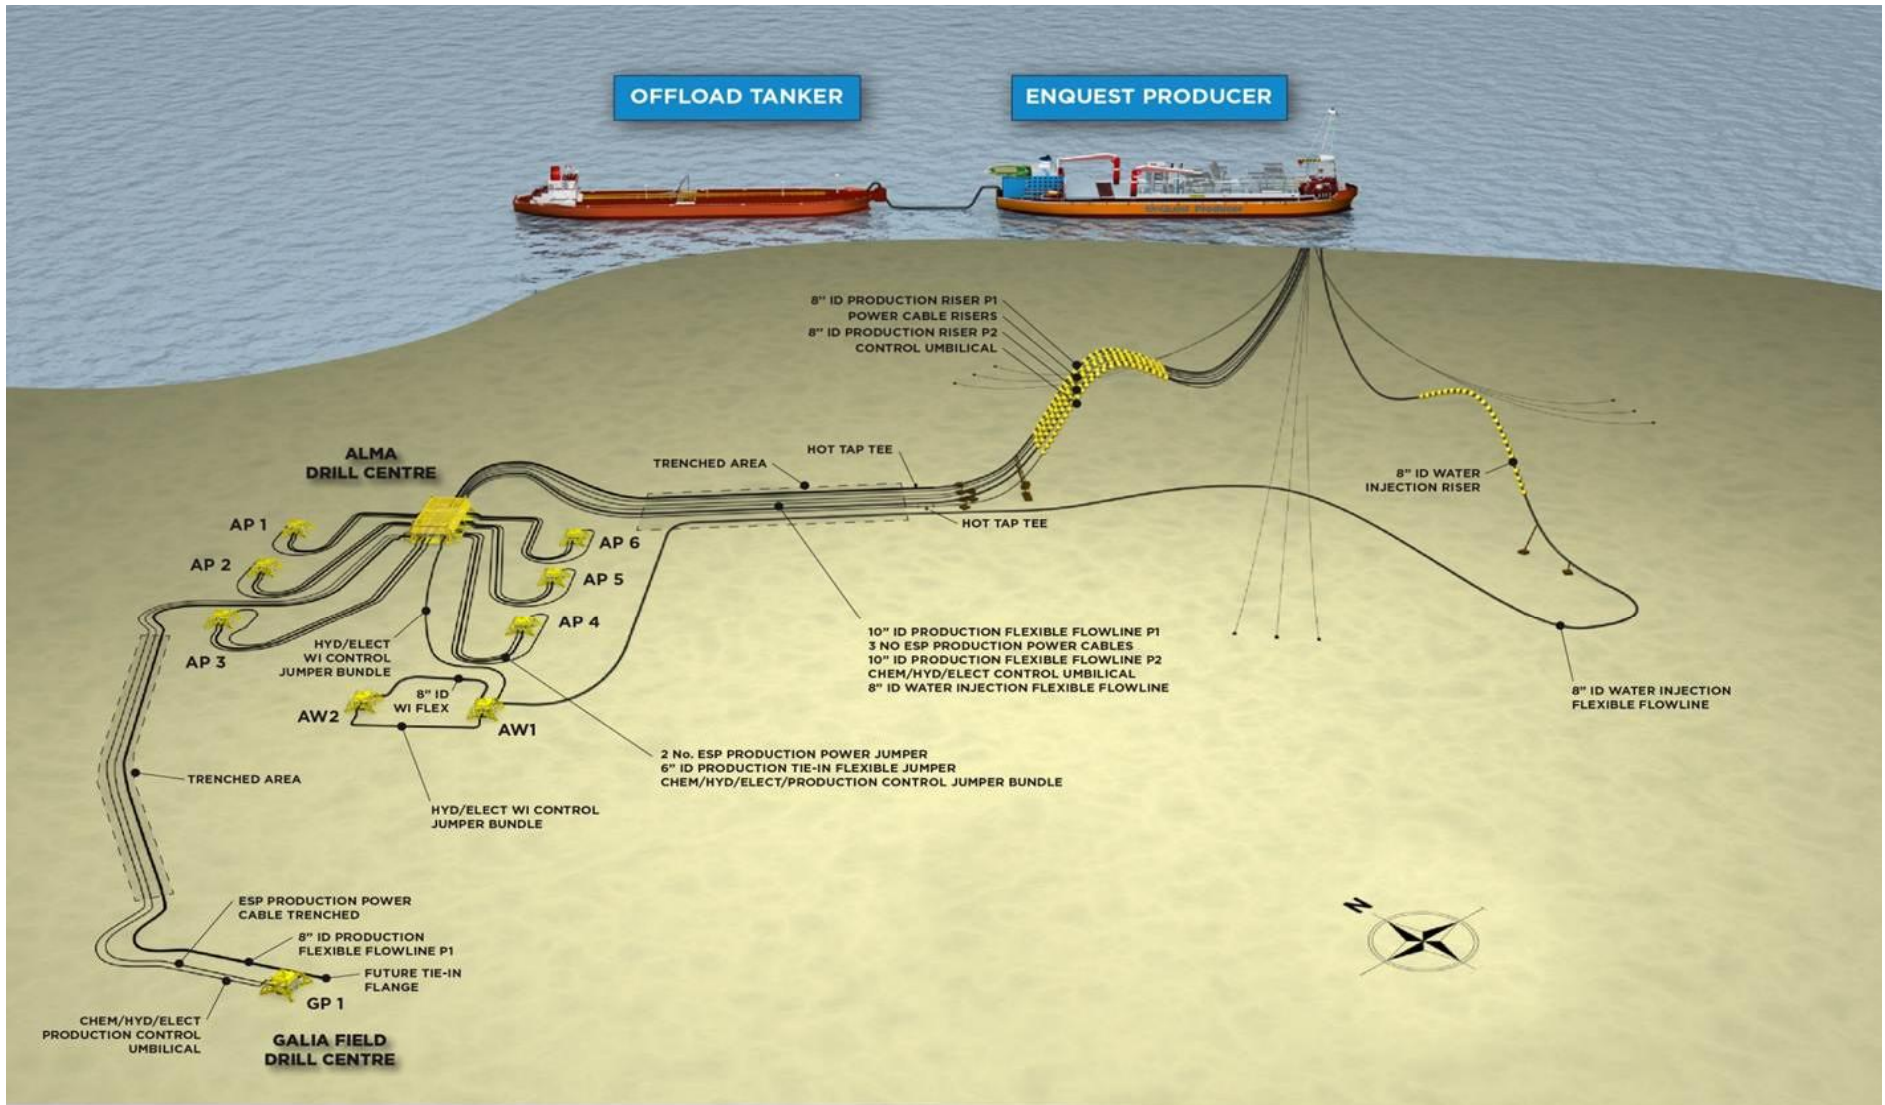 OFFLOAD TANKER
ENQUEST PRODUCER
EnQuest Producer
8" ID PRODUCTION RISER P1
POWER CABLE RISERS
8" ID PRODUCTION RISER P2
CONTROL UMBILICAL
ALMA
DRILL CENTRE
TRENCHED AREA
HOT TAP TEE
8" ID WATER
INJECTION RISER
AP 1
AP 2
AP 3
AP 6
AP 5
AP 4
HOT TAP TEE
HYD/ELECT
WI CONTROL
JUMPER BUNDLE
10" ID PRODUCTION FLEXIBLE FLOWLINE P1
3 NO ESP PRODUCTION POWER CABLES
10" ID PRODUCTION FLEXIBLE FLOWLINE P2
CHEM/HYD/ELECT CONTROL UMBILICAL
8" ID WATER INJECTION FLEXIBLE FLOWLINE
8" ID WATER INJECTION
FLEXIBLE FLOWLINE
8" ID
WI FLEX
AW2
AW1
2 No. ESP PRODUCTION POWER JUMPER
6" ID PRODUCTION TIE-IN FLEXIBLE JUMPER
CHEM/HYD/ELECT/PRODUCTION CONTROL JUMPER BUNDLE
TRENCHED AREA
HYD/ELECT WI CONTROL
JUMPER BUNDLE
ESP PRODUCTION POWER
CABLE TRENCHED
8" ID PRODUCTION
FLEXIBLE FLOWLINE P1
FUTURE TIE-IN
FLANGE
GP 1
CHEM/HYD/ELECT
PRODUCTION CONTROL
UMBILICAL
GALIA FIELD
DRILL CENTRE
N